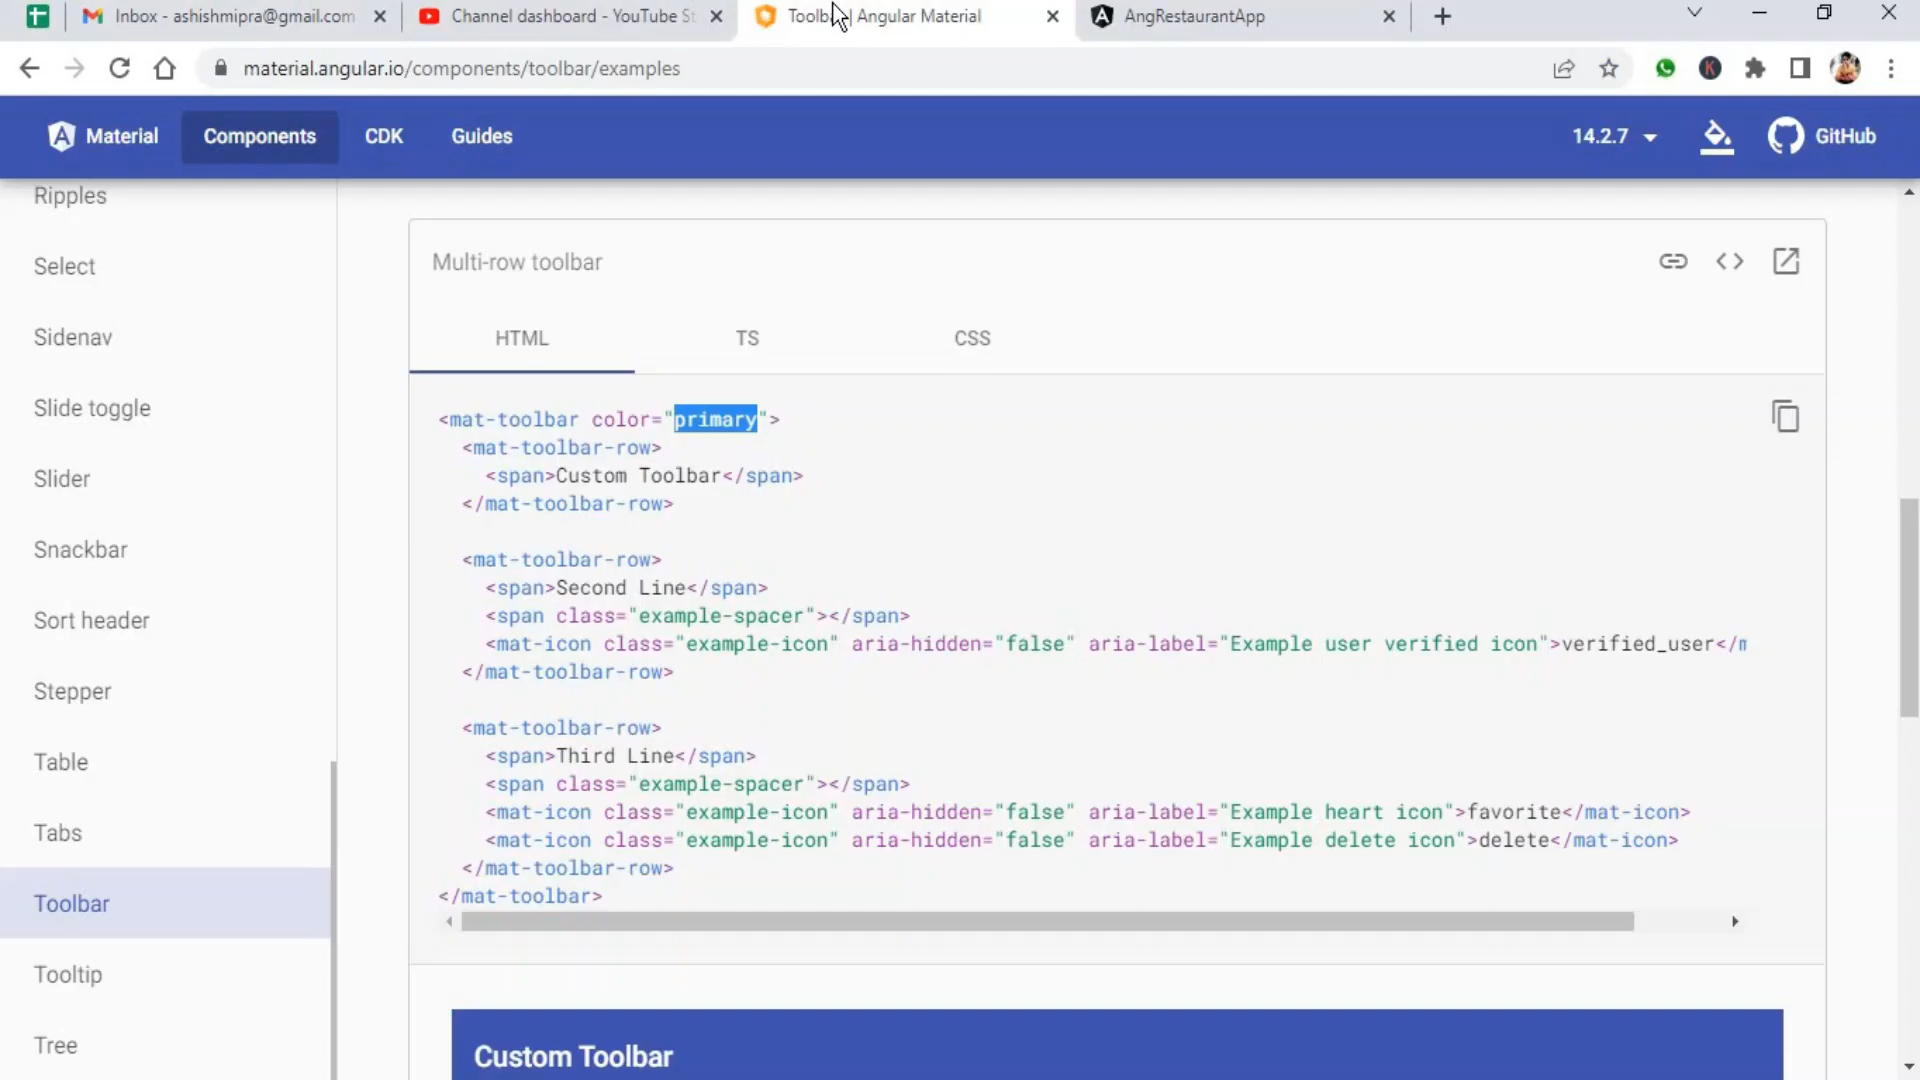 Inbox - ashishmipra@gmail.com
Channel dashboard - YouTube St
Toolbar | Angular Material
AngRestaurantApp
material.angular.io/components/toolbar/examples
K
A Material
Components
CDK
Guides
14.2.7
GitHub
Ripples
Select
Sidenav
Slide toggle
Slider
Snackbar
Sort header
Stepper
Table
Tabs
Toolbar
Tooltip
Tree
Multi-row toolbar
HTML
TS
CSS
<mat-toolbar color="primary">
<mat-toolbar-row>
<span>Custom Toolbar</span>
</mat-toolbar-row>
<mat-toolbar-row>
<span>Second Line</span>
<span class="example-spacer"></span>
<mat-icon class="example-icon" aria-hidden="false" aria-label="Example user verified icon">verified_user</m
</mat-toolbar-row>
<mat-toolbar-row>
<span>Third Line</span>
<span class="example-spacer"></span>
<mat-icon class="example-icon" aria-hidden="false" aria-label="Example heart icon">favorite</mat-icon>
<mat-icon class="example-icon" aria-hidden="false" aria-label="Example delete icon">delete</mat-icon>
</mat-toolbar-row>
</mat-toolbar>
Custom Toolbar